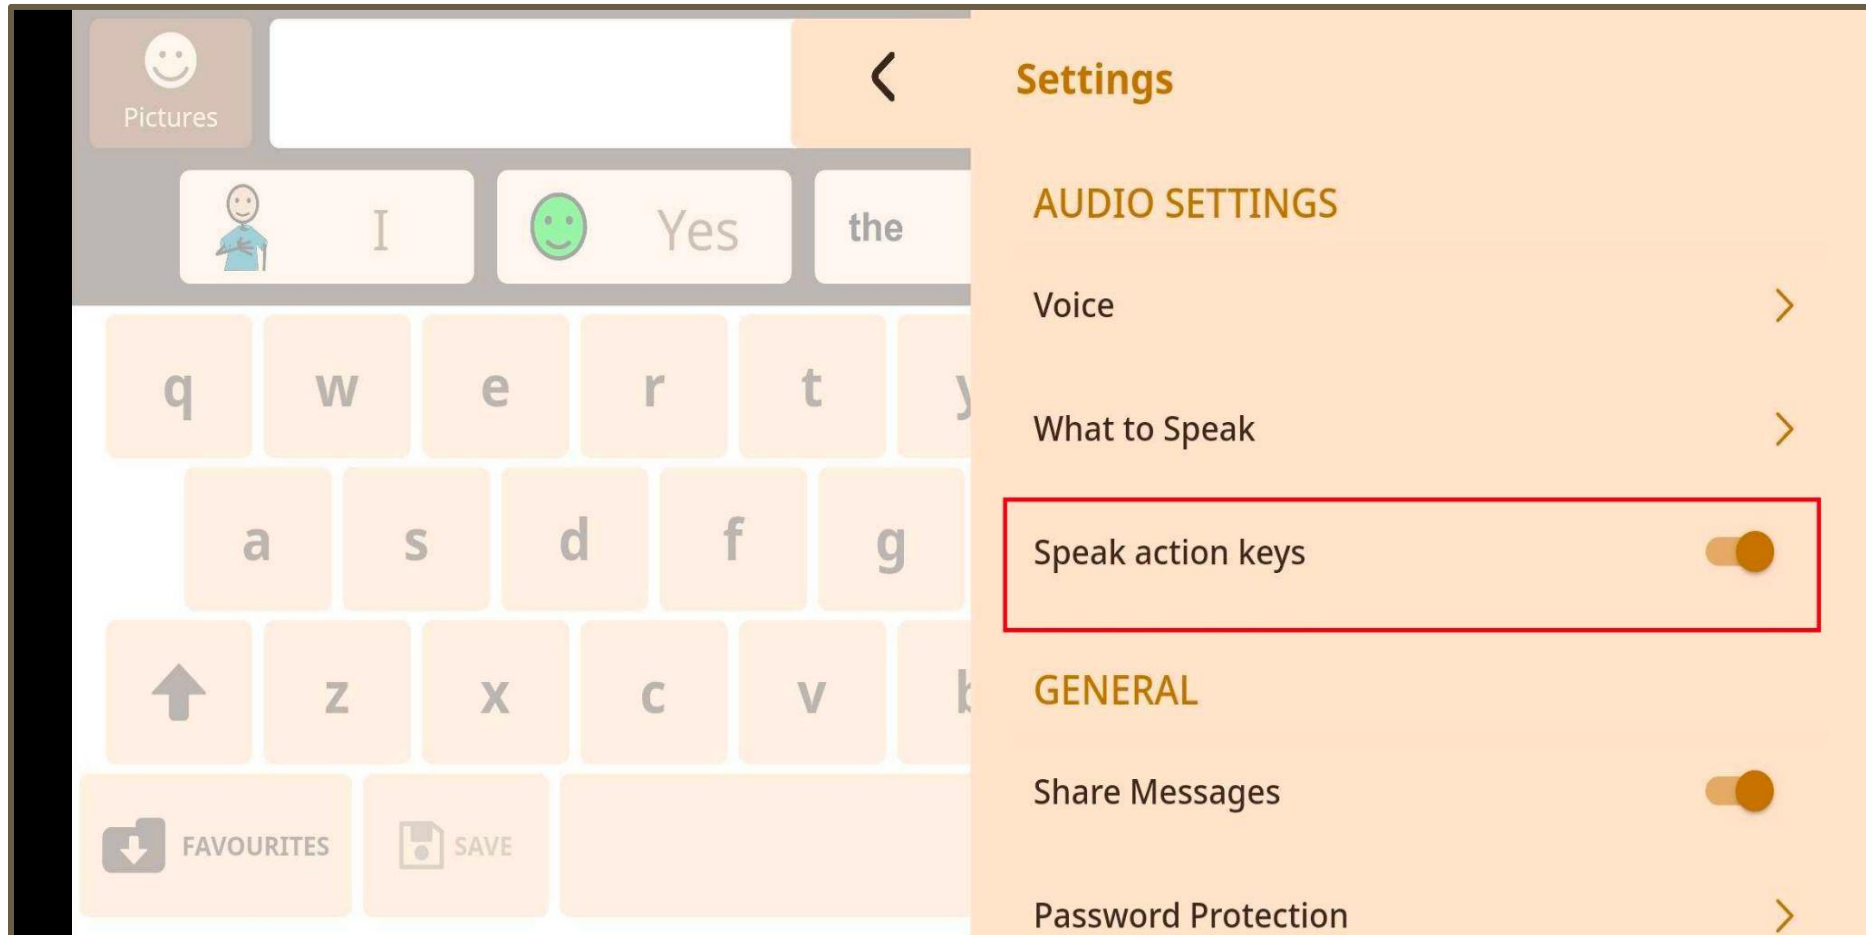 Pictures
I Yes the
q w e r t y
a s d f g
z x c v b
FAVOURITES SAVE
Settings
AUDIO SETTINGS
Voice
What to Speak
Speak action keys
GENERAL
Share Messages
Password Protection